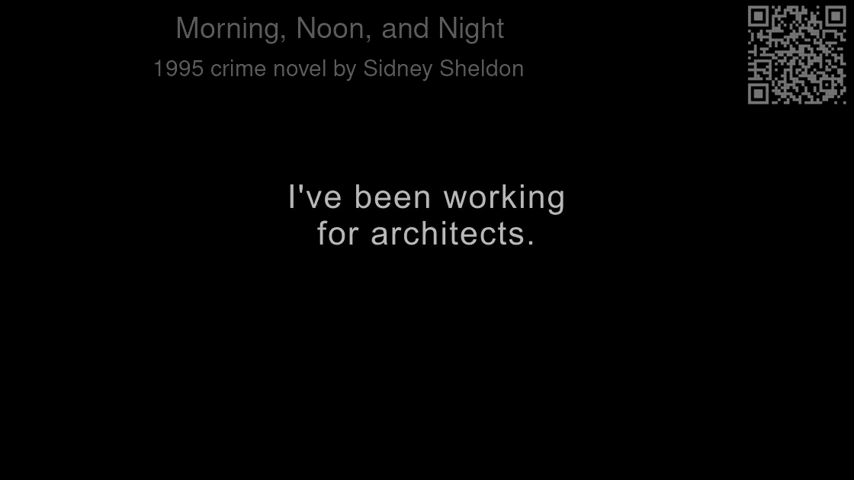 Morning, Noon, and Night
1995 crime novel by Sidney Sheldon
I've been working
for architects.